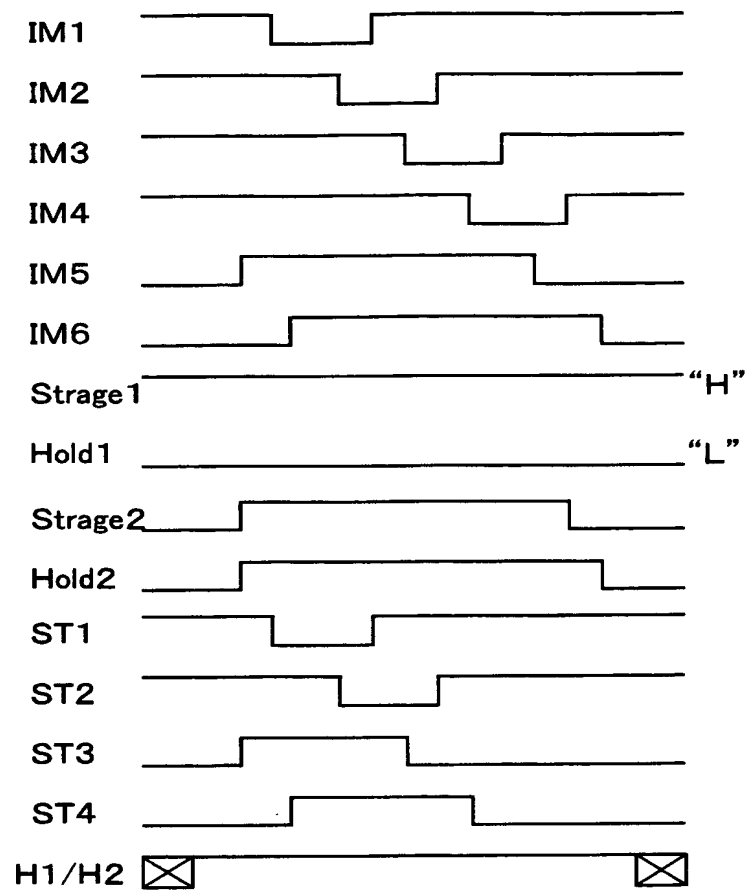 IM1
IM2
IM3
IM4
IM5
IM6
Strage1 “H”
Hold1 “L”
Strage2
Hold2
ST1
ST2
ST3
ST4
H1/H2